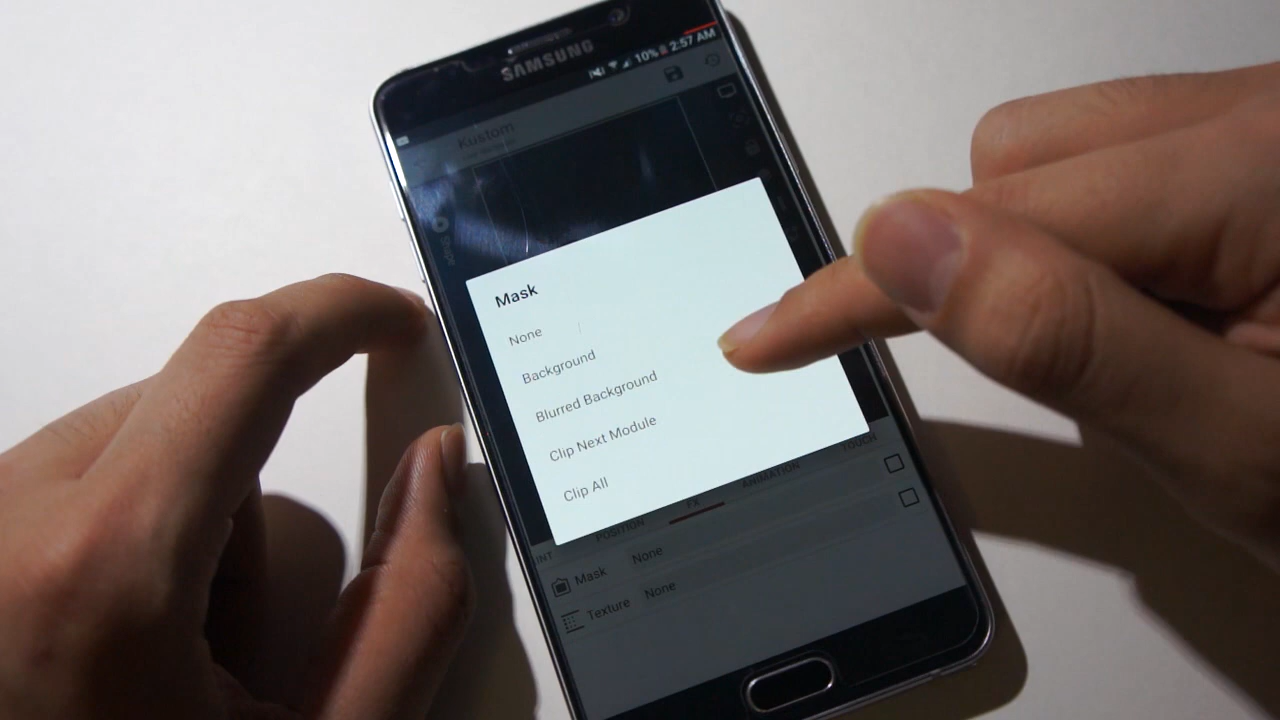 SAMSUNG
10% 2:57 AM
Kustom
Mask
None
Background
Blurred Background
Clip Next Module
Clip All
INT POSITION FX ANIMATION TOUCH
Mask None
Texture None